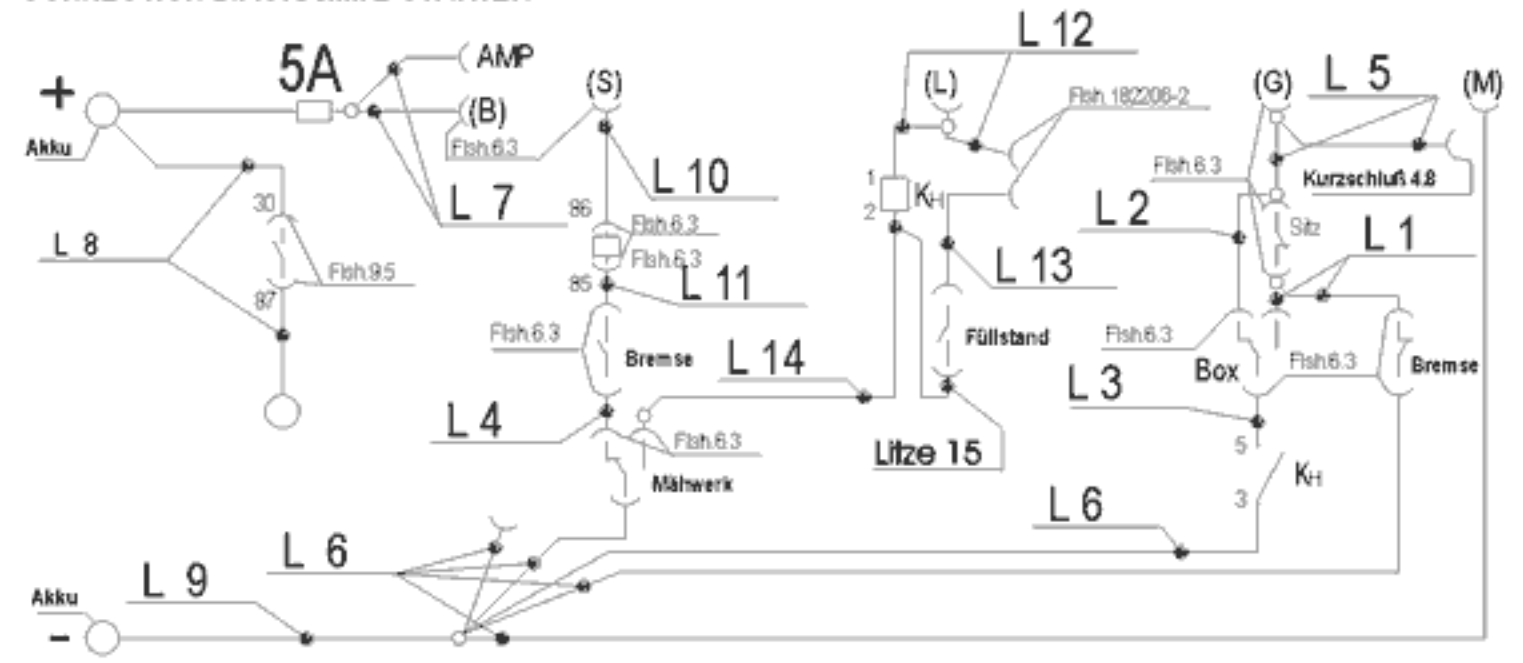 L 12
5A
AMP
+
(S)
(L)
(G)
L 5
(M)
(B)
Flsh.182206-2
Akku
Flsh.6.3
Flsh.6.3
L 10
1
KH
Kurzschluß 4.8
30
L 7
86
2
L 2
Flsh.6.3
Sitz
L 1
L 8
Flsh.6.3
L 13
Flsh.9.5
85
L 11
87
Flsh.6.3
Füllstand
Flsh.6.3
Bremse
L 14
Box
Flsh.6.3
Bremse
L 3
L 4
Flsh.6.3
Litze 15
5
Mähwerk
KH
3
L 6
L 6
Akku
L 9
-